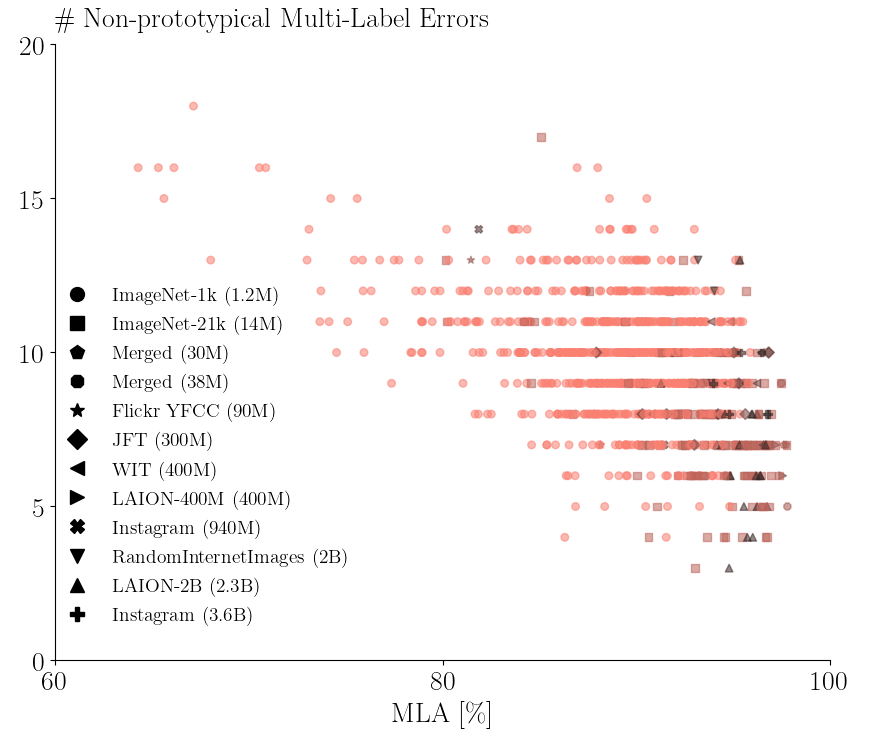 # Non-prototypical Multi-Label Errors
20
15
10
5
0
ImageNet-1k (1.2M)
ImageNet-21k (14M)
Merged (30M)
Merged (38M)
Flickr YFCC (90M)
JFT (300M)
WIT (400M)
LAION-400M (400M)
Instagram (940M)
RandomInternetImages (2B)
LAION-2B (2.3B)
Instagram (3.6B)
60 80 100
MLA [%]